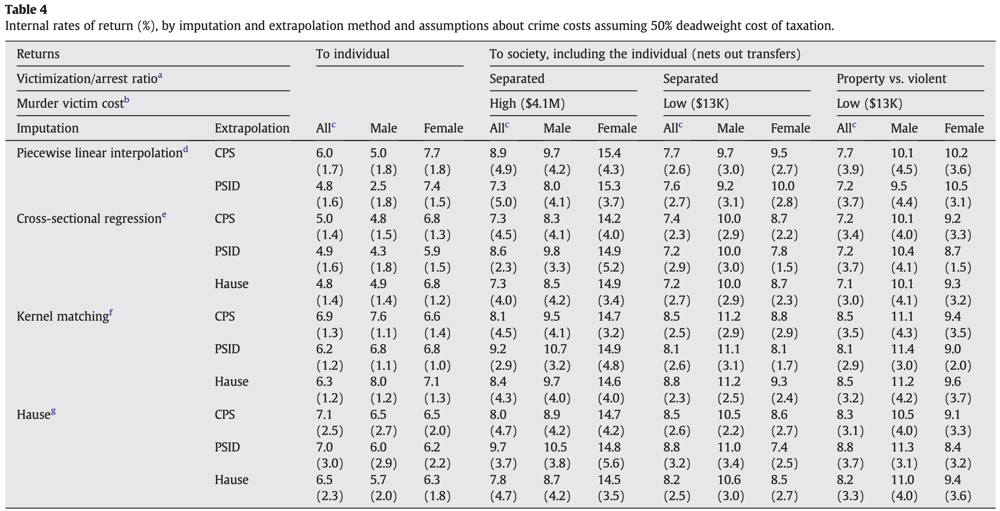 Table 4
Internal rates of return (%), by imputation and extrapolation method and assumptions about crime costs assuming 50% deadweight cost of taxation.
Returns To individual To society, including the individual (nets out transfers)
Victimization/arrest ratioa Separated Separated Property vs. violent
Murder victim costb High ($4.1M) Low ($13K) Low ($13K)
Imputation Extrapolation Allc Male Female Allc Male Female Allc Male Female Allc Male Female
Piecewise linear interpolationd CPS 6.0 5.0 7.7 8.9 9.7 15.4 7.7 9.7 9.5 7.7 10.1 10.2
(1.7) (1.8) (1.8) (4.9) (4.2) (4.3) (2.6) (3.0) (2.7) (3.9) (4.5) (3.6)
PSID 4.8 2.5 7.4 7.3 8.0 15.3 7.6 9.2 10.0 7.2 9.5 10.5
(1.6) (1.8) (1.5) (5.0) (4.1) (3.7) (2.7) (3.1) (2.8) (3.7) (4.4) (3.1)
Cross-sectional regressione CPS 5.0 4.8 6.8 7.3 8.3 14.2 7.4 10.0 8.7 7.2 10.1 9.2
(1.4) (1.5) (1.3) (4.5) (4.1) (4.0) (2.3) (2.9) (2.2) (3.4) (4.0) (3.3)
PSID 4.9 4.3 5.9 8.6 9.8 14.9 7.2 10.0 7.8 7.2 10.4 8.7
(1.6) (1.8) (1.5) (2.3) (3.3) (5.2) (2.9) (3.0) (1.5) (3.7) (4.1) (1.5)
Hause 4.8 4.9 6.8 7.3 8.5 14.9 7.2 10.0 8.7 7.1 10.1 9.3
(1.4) (1.4) (1.2) (4.0) (4.2) (3.4) (2.7) (2.9) (2.3) (3.0) (4.1) (3.2)
Kernel matchingf CPS 6.9 7.6 6.6 8.1 9.5 14.7 8.5 11.2 8.8 8.5 11.1 9.4
(1.3) (1.1) (1.4) (4.5) (4.1) (3.2) (2.5) (2.9) (2.9) (3.5) (4.3) (3.5)
PSID 6.2 6.8 6.8 9.2 10.7 14.9 8.1 11.1 8.1 8.1 11.4 9.0
(1.2) (1.1) (1.0) (2.9) (3.2) (4.8) (2.6) (3.1) (1.7) (2.9) (3.0) (2.0)
Hause 6.3 8.0 7.1 8.4 9.7 14.6 8.8 11.2 9.3 8.5 11.2 9.6
(1.2) (1.2) (1.3) (4.3) (4.0) (4.0) (2.3) (2.5) (2.4) (3.2) (4.2) (3.7)
Hauseg CPS 7.1 6.5 6.5 8.0 8.9 14.7 8.5 10.5 8.6 8.3 10.5 9.1
(2.5) (2.7) (2.0) (4.7) (4.2) (4.2) (2.6) (2.2) (2.7) (3.1) (4.0) (3.3)
PSID 7.0 6.0 6.2 9.7 10.5 14.8 8.8 11.0 7.4 8.8 11.3 8.4
(3.0) (2.9) (2.2) (3.7) (3.8) (5.6) (3.2) (3.4) (2.5) (3.7) (3.1) (3.2)
Hause 6.5 5.7 6.3 7.8 8.7 14.5 8.2 10.6 8.5 8.2 11.0 9.4
(2.3) (2.0) (1.8) (4.7) (4.2) (3.5) (2.5) (3.0) (2.7) (3.3) (4.0) (3.6)